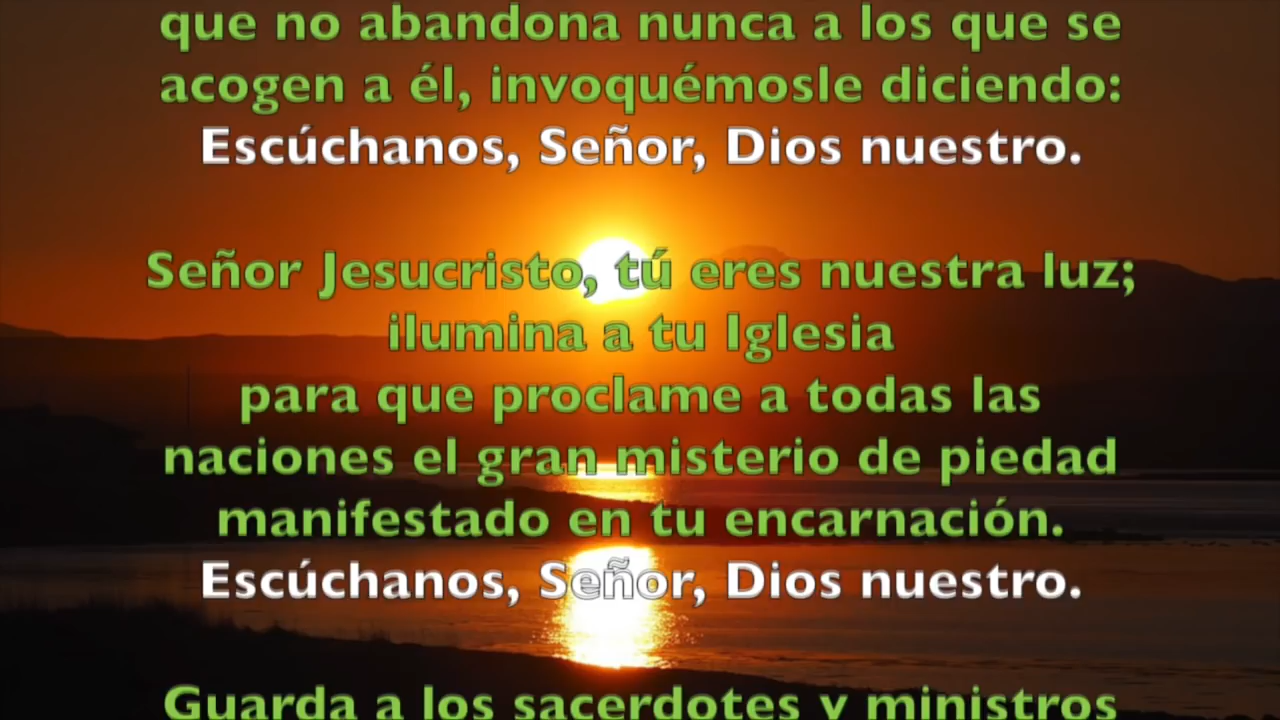 que no abandona nunca a los que se
acogen a él, invoquémosle diciendo:
Escúchanos, Señor, Dios nuestro.
Señor Jesucristo, tú eres nuestra luz;
ilumina a tu Iglesia
para que proclame a todas las
naciones el gran misterio de piedad
manifestado en tu encarnación.
Escúchanos, Señor, Dios nuestro.
Guarda a los sacerdotes y ministros